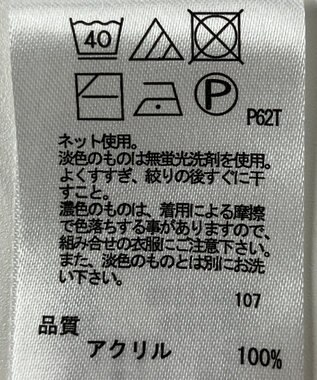 40
P
P62T
ネット使用。
淡色のものは無蛍光洗剤を使用。
よくすすぎ、絞りの後すぐに干
すこと。
濃色のものは、着用による摩擦
で色落ちする事がありますので、
組み合せの衣服にご注意下さい。
また、淡色のものとは別にお洗
い下さい。
107
品質
アクリル 100%